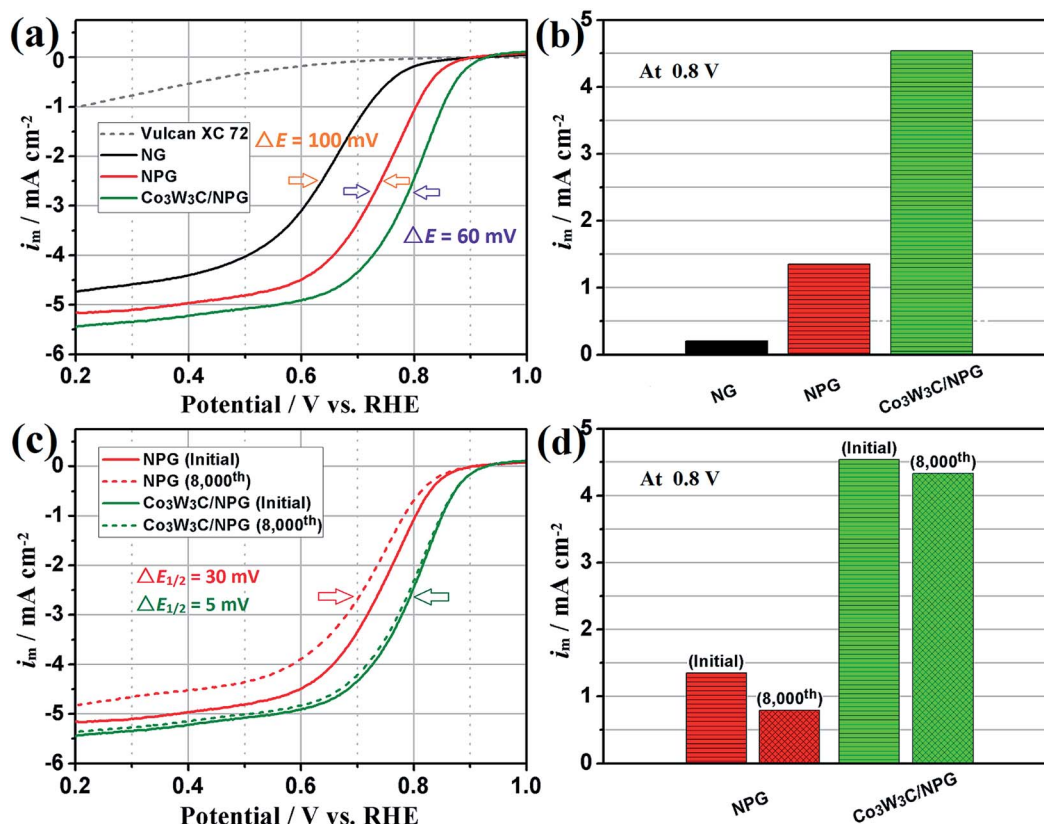 (a)
0
-1
-2
-3
-4
-5
-6
i m / mA cm-2
Vulcan XC 72
NG
NPG
Co3W3C/NPG
△E = 100 mV
△E = 60 mV
0.2 0.4 0.6 0.8 1.0
Potential / V vs. RHE
(b)
5
4
3
2
1
0
i m / mA cm-2
At 0.8 V
NG NPG Co3W3C/NPG
(c)
0
-1
-2
-3
-4
-5
-6
i m / mA cm-2
NPG (Initial)
NPG (8,000th)
Co3W3C/NPG (Initial)
Co3W3C/NPG (8,000th)
△E1/2 = 30 mV
△E1/2 = 5 mV
0.2 0.4 0.6 0.8 1.0
Potential / V vs. RHE
(d)
5
4
3
2
1
0
i m / mA cm-2
At 0.8 V
(Initial)
(8,000th)
(Initial)
(8,000th)
NPG Co3W3C/NPG